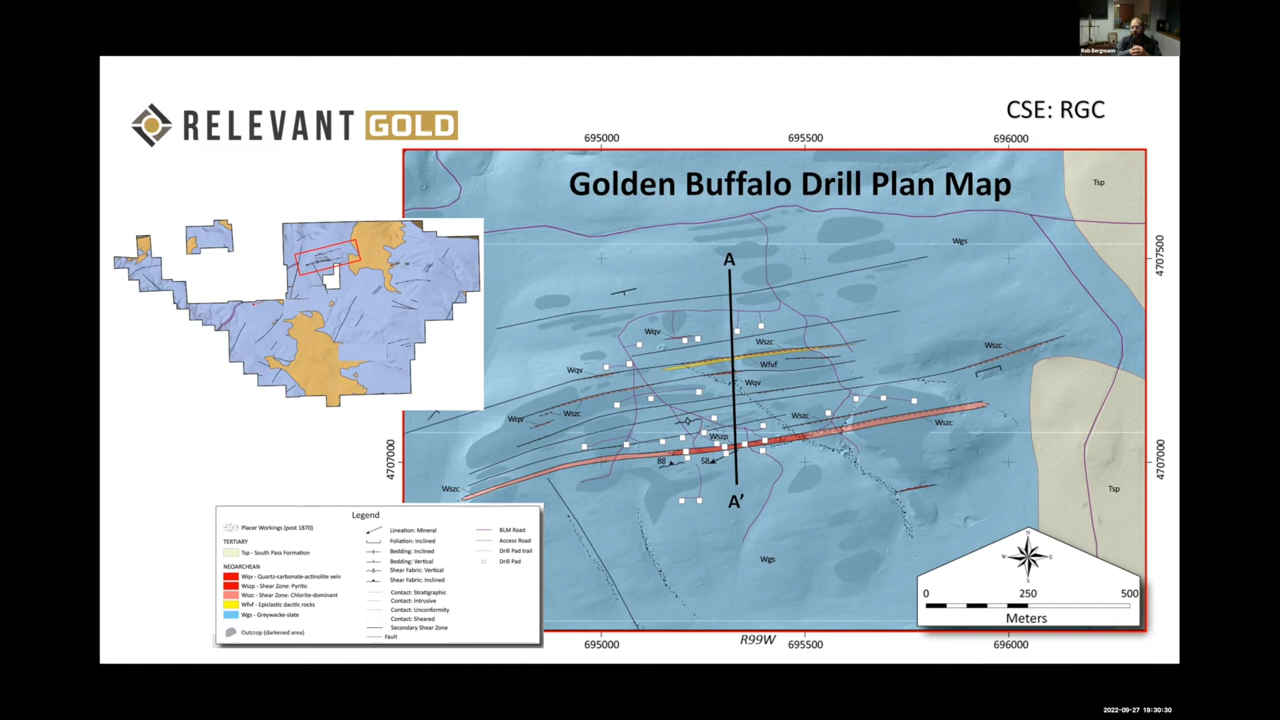 Rob Bergmann
RELEVANT GOLD
CSE: RGC
695000
695500
696000
Golden Buffalo Drill Plan Map
Tsp
Wgs
4707500
A
Wqv
Wszc
Wszc
Wfvf
Wqv
Wqv
Wszc
Wqv
Wszc
Wszc
Wszp
4707000
88
58
A'
4707000
Wszc
Tsp
Wgs
Legend
Placer Workings (post 1870)
TERTIARY
Tsp - South Pass Formation
NEOARCHEAN
Wqv - Quartz-carbonate-actinolite vein
Wszp - Shear Zone: Pyritic
Wszc - Shear Zone: Chlorite-dominant
Wfvf - Epiclastic dacitic rocks
Wgs - Greywacke-slate
Outcrop (darkened area)
Lineation: Mineral
Foliation: Inclined
Bedding: Inclined
Bedding: Vertical
Shear Fabric: Vertical
Shear Fabric: Inclined
Contact: Stratigraphic
Contact: Intrusive
Contact: Unconformity
Contact: Sheared
Secondary Shear Zone
Fault
BLM Road
Access Road
Drill Pad trail
Drill Pad
N
W
E
S
0
250
500
Meters
695000
695500
R99W
696000
2022-09-27 19:30:30